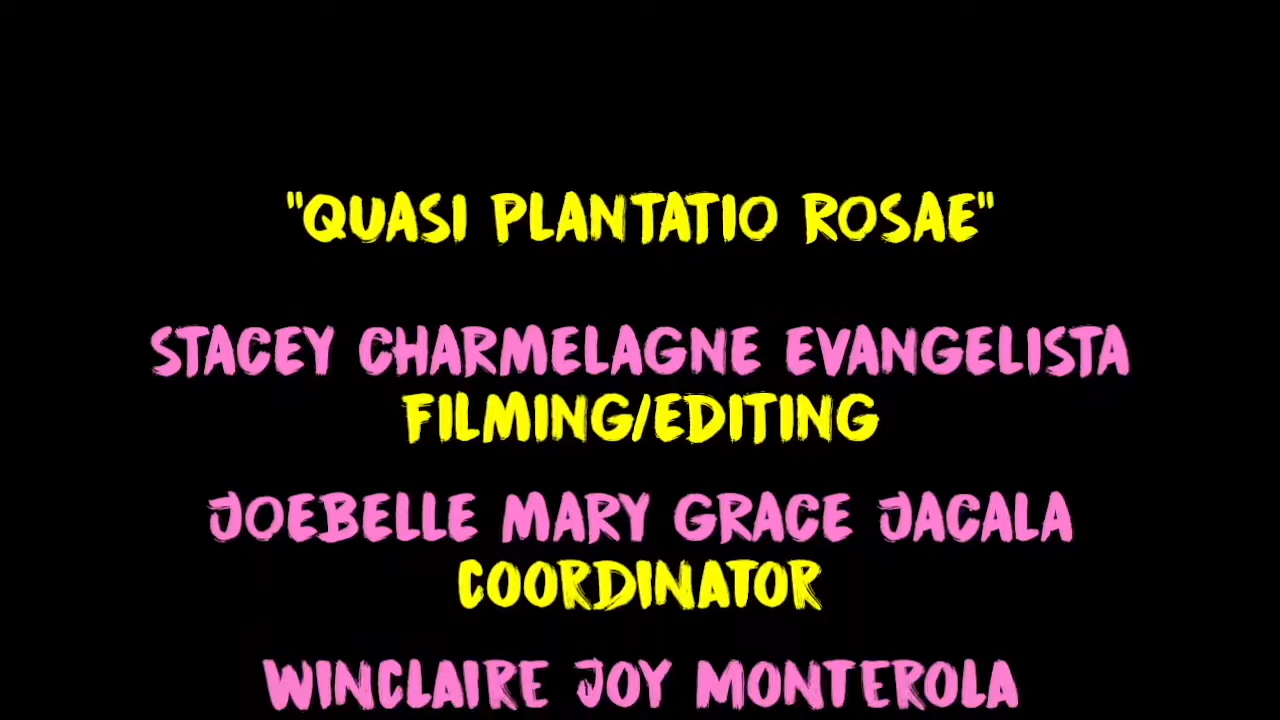 "QUASI PLANTATIO ROSAE"
STACEY CHARMELAGNE EVANGELISTA
FILMING/EDITING
JOEBELLE MARY GRACE JACALA
COORDINATOR
WINCLAIRE JOY MONTEROLA